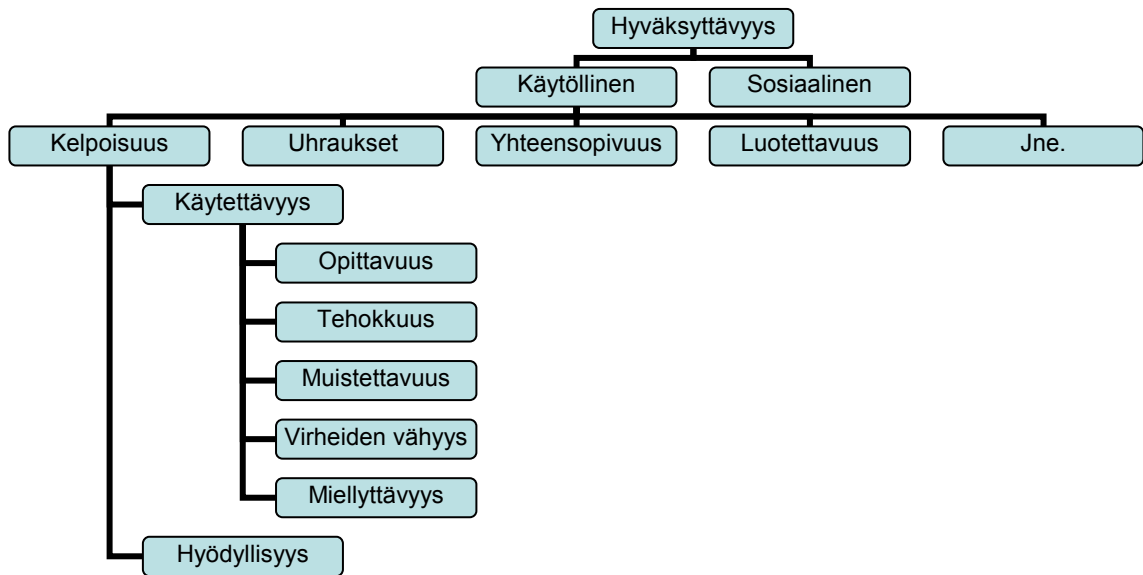 Hyväksyttävyys
Käytöllinen
Sosiaalinen
Kelpoisuus
Uhraukset
Yhteensopivuus
Luotettavuus
Jne.
Käytettävyys
Opittavuus
Tehokkuus
Muistettavuus
Virheiden vähyys
Miellyttävyys
Hyödyllisyys